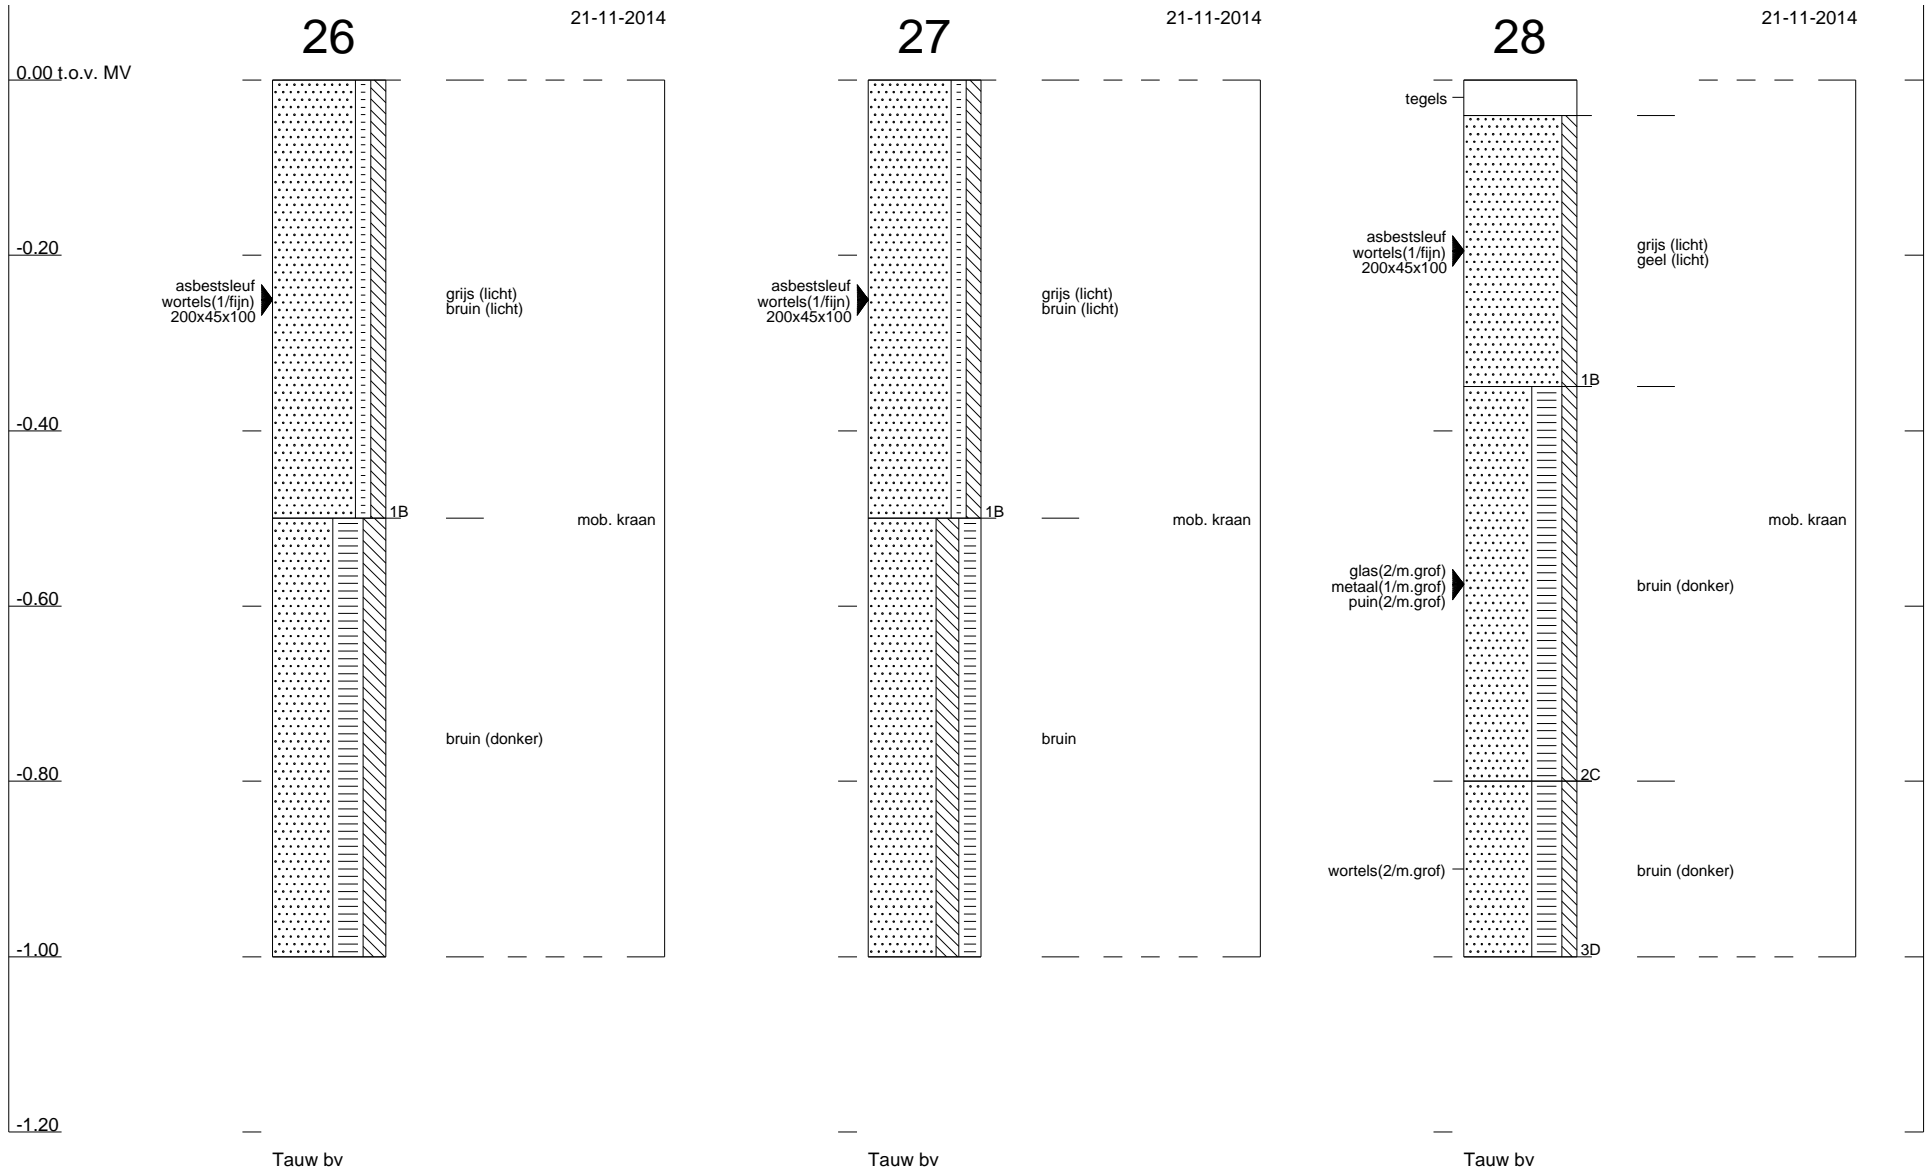 26
21-11-2014
27
21-11-2014
28
21-11-2014
0.00 t.o.v. MV
-0.20
-0.40
-0.60
-0.80
-1.00
-1.20
asbestsleuf
wortels(1/fijn)
200x45x100
grijs (licht)
bruin (licht)
1B
mob. kraan
bruin (donker)
Tauw bv
asbestsleuf
wortels(1/fijn)
200x45x100
grijs (licht)
bruin (licht)
1B
mob. kraan
bruin
Tauw bv
tegels
asbestsleuf
wortels(1/fijn)
200x45x100
grijs (licht)
geel (licht)
1B
mob. kraan
glas(2/m.grof)
metaal(1/m.grof)
puin(2/m.grof)
bruin (donker)
2C
wortels(2/m.grof)
bruin (donker)
3D
Tauw bv